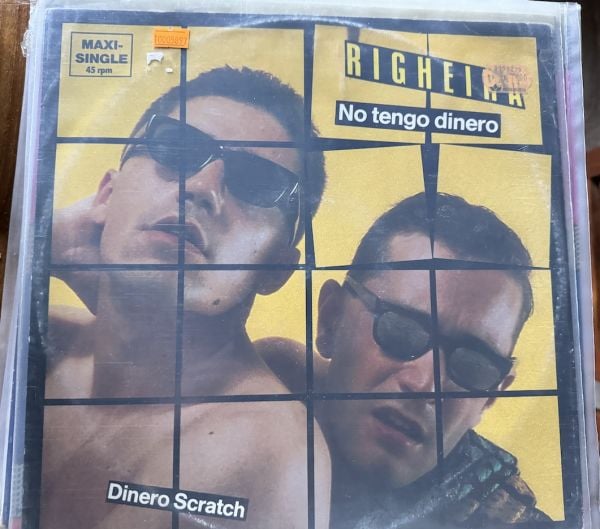 MAXI-
SINGLE
45 rpm
RIGHEIRA
No tengo dinero
Dinero Scratch